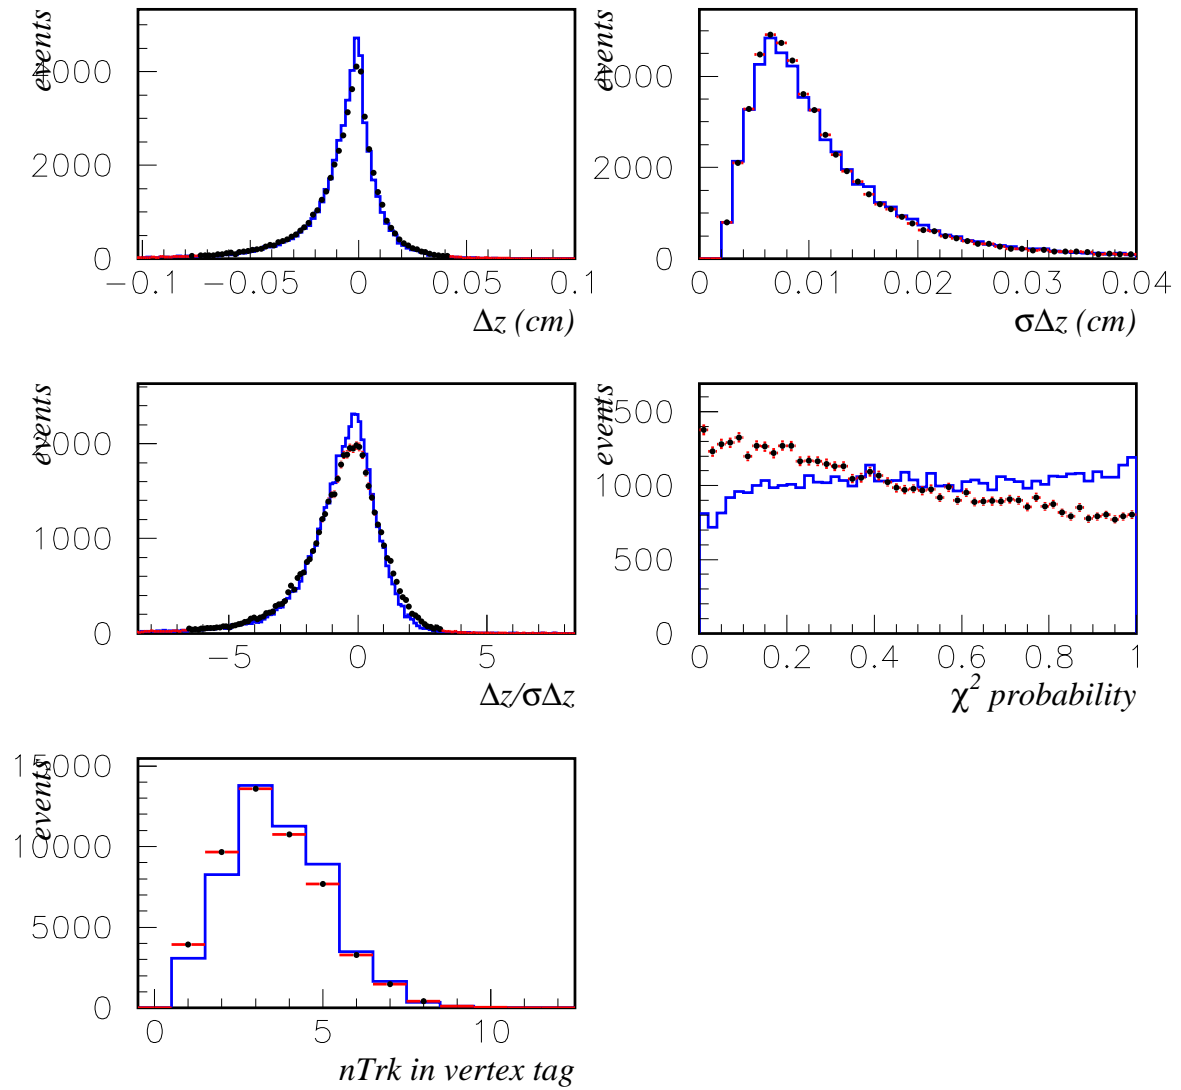 events
4000
2000
0
−0.1 −0.05 0 0.05 0.1
Δz (cm)
events
4000
2000
0
0 0.01 0.02 0.03 0.04
σΔz (cm)
events
2000
1000
0
−5 0 5
Δz/σΔz
events
1500
1000
500
0
0 0.2 0.4 0.6 0.8 1
χ² probability
15000
events
10000
5000
0
0 5 10
nTrk in vertex tag